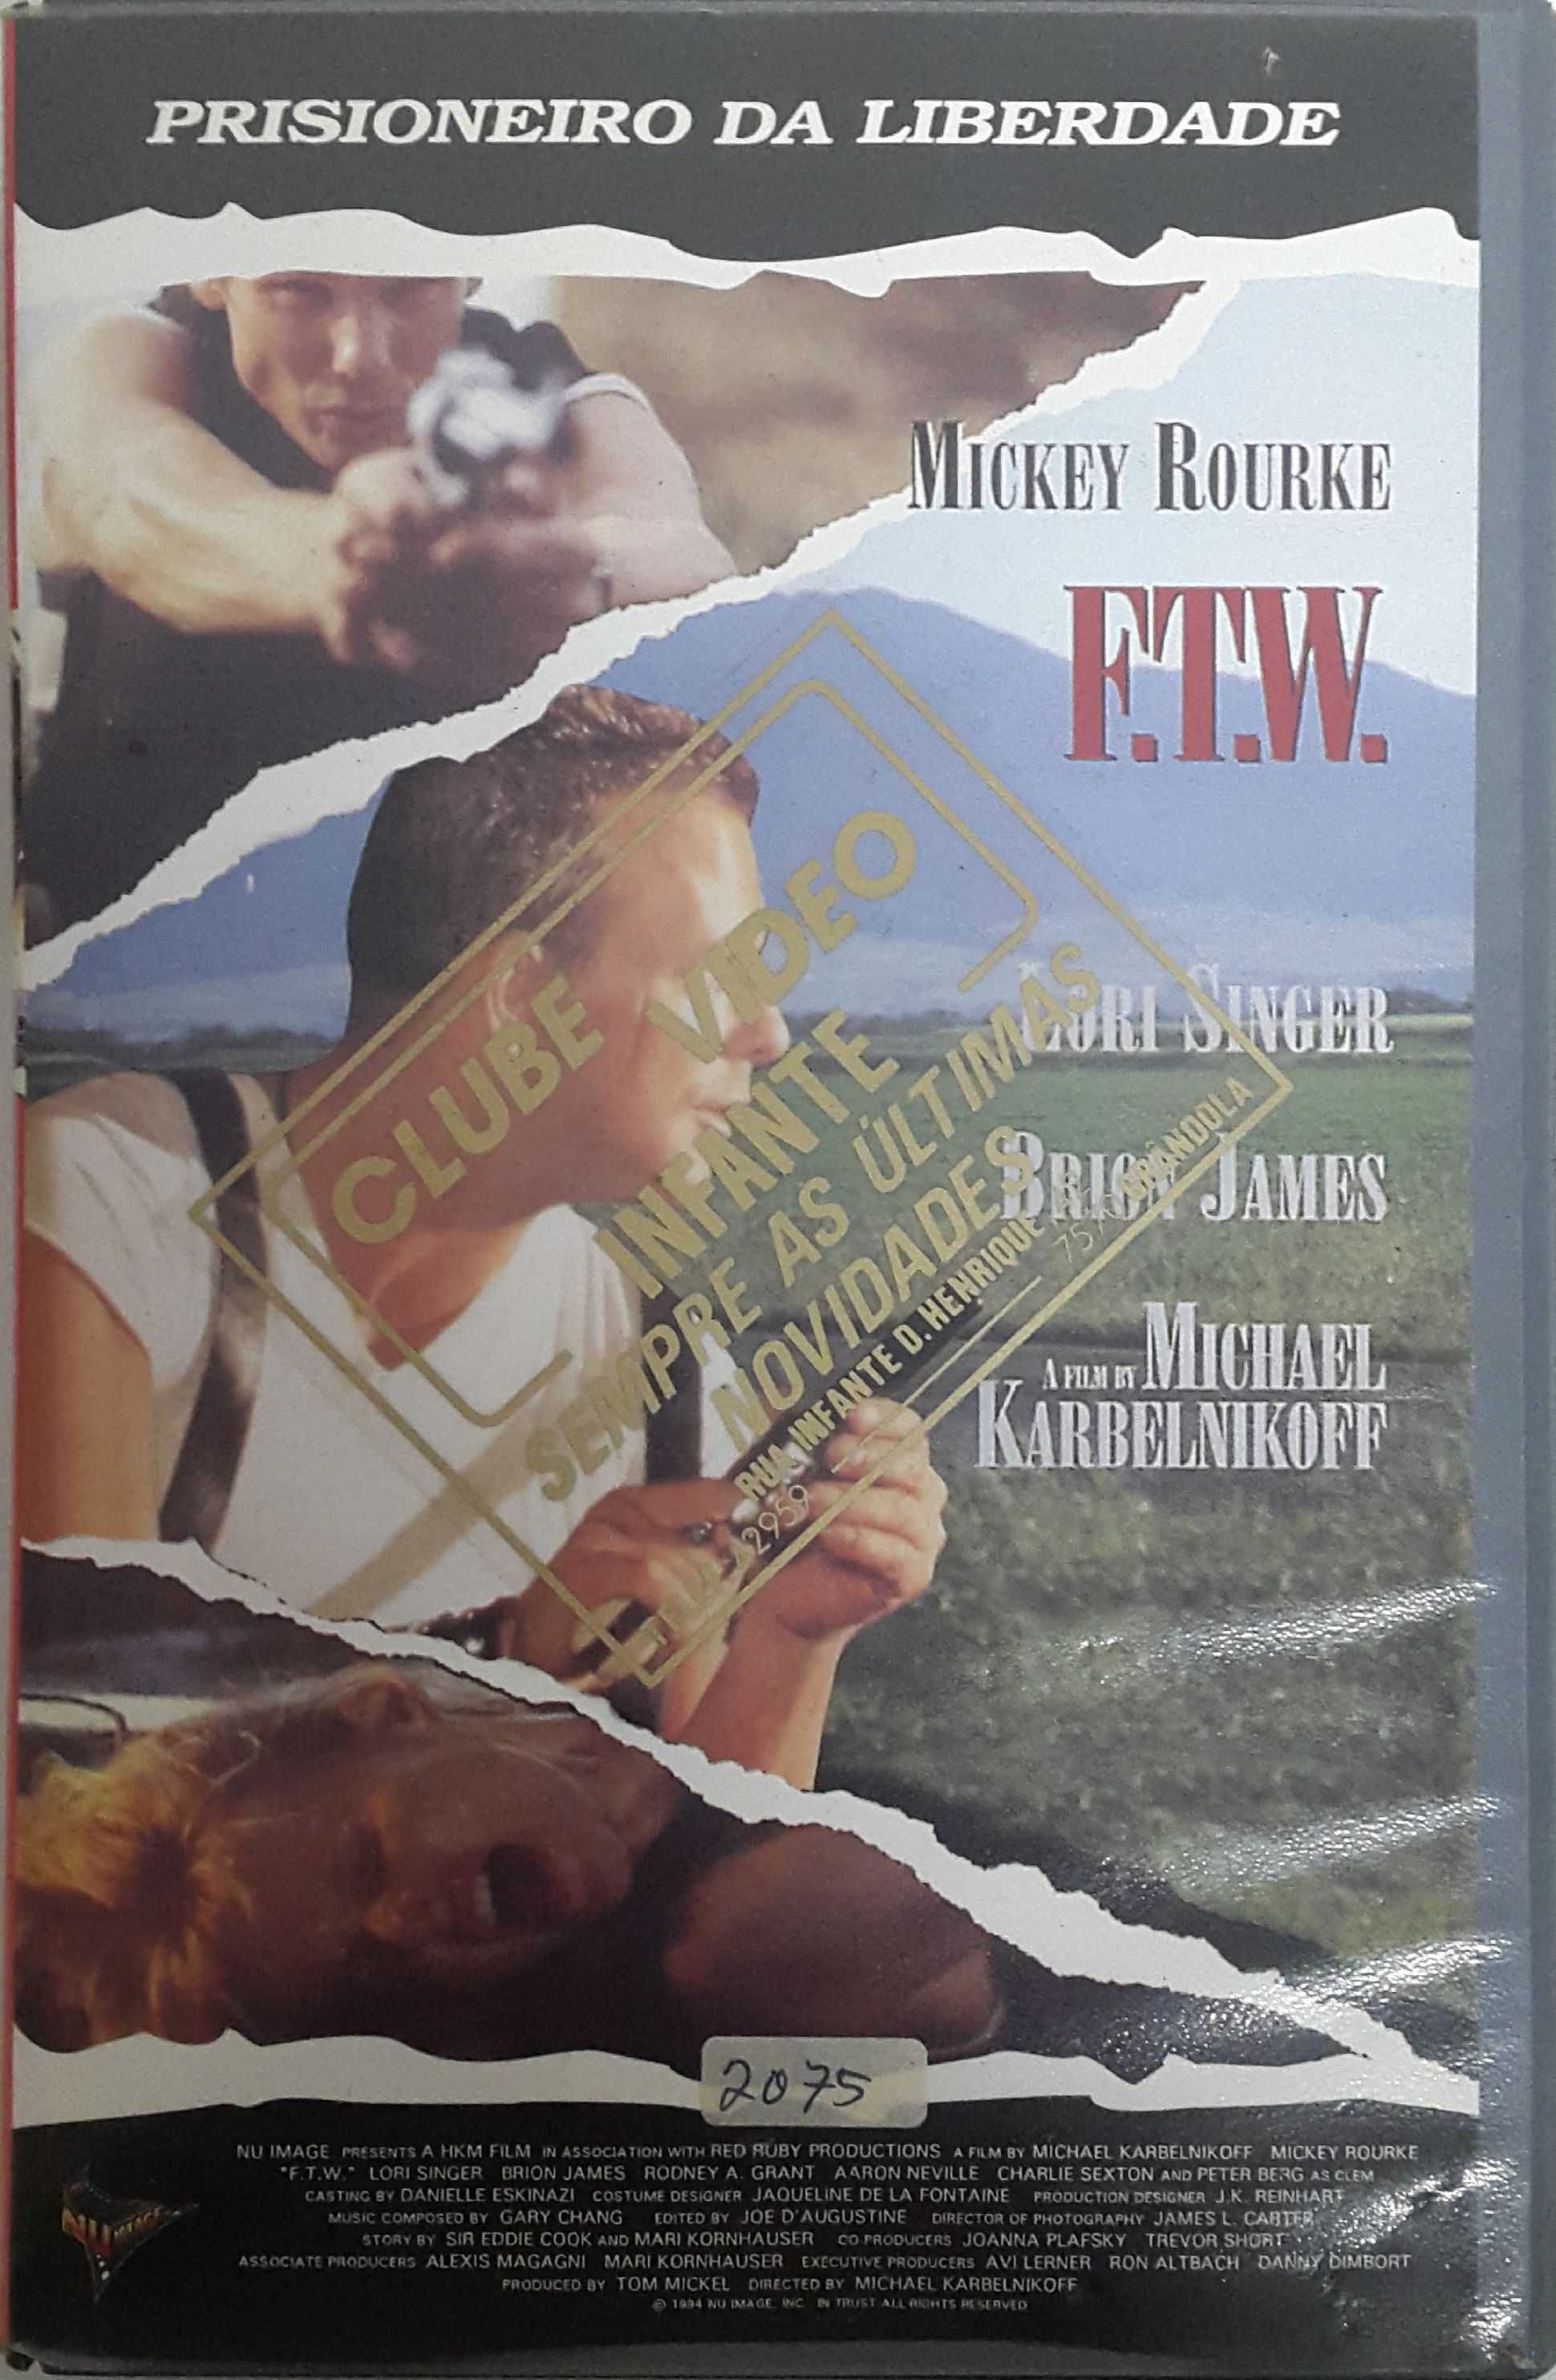 PRISIONEIRO DA LIBERDADE
MICKEY ROURKE
F.T.W.
LORI SINGER
BRION JAMES
A FILM BY MICHAEL
KARBELNIKOFF
CLUBE VIDEO
INFANTE
SEMPRE AS ÚLTIMAS
NOVIDADES
RUA INFANTE D. HENRIQUE
GRÂNDOLA
2075
NU IMAGE PRESENTS A HKM FILM IN ASSOCIATION WITH RED RUBY PRODUCTIONS A FILM BY MICHAEL KARBELNIKOFF MICKEY ROURKE
"F.T.W." LORI SINGER BRION JAMES RODNEY A. GRANT AARON NEVILLE CHARLIE SEXTON AND PETER BERG AS CLEM
CASTING BY DANIELLE ESKINAZI COSTUME DESIGNER JAQUELINE DE LA FONTAINE PRODUCTION DESIGNER J.K. REINHART
MUSIC COMPOSED BY GARY CHANG EDITED BY JOE D'AUGUSTINE DIRECTOR OF PHOTOGRAPHY JAMES L. CARTER
STORY BY SIR EDDIE COOK AND MARI KORNHAUSER CO PRODUCERS JOANNA PLAFSKY TREVOR SHORT
ASSOCIATE PRODUCERS ALEXIS MAGAGNI MARI KORNHAUSER EXECUTIVE PRODUCERS AVI LERNER RON ALTBACH DANNY DIMBORT
PRODUCED BY TOM MICKEL DIRECTED BY MICHAEL KARBELNIKOFF
© 1994 NU IMAGE, INC. IN TRUST ALL RIGHTS RESERVED
NU IMAGE